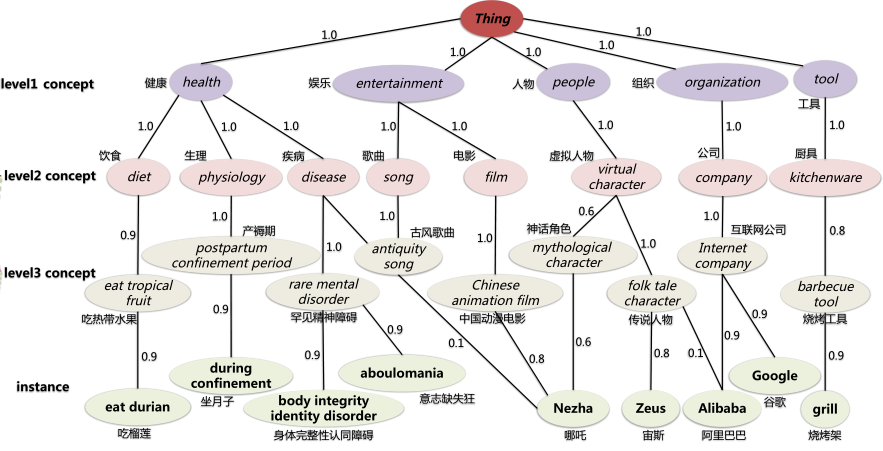 Thing
1.0
1.0
1.0
1.0
1.0
level1 concept
健康
health
娱乐
entertainment
人物
people
组织
organization
tool
工具
1.0
1.0
1.0
1.0
1.0
1.0
1.0
1.0
饮食
生理
疾病
歌曲
电影
虚拟人物
公司
厨具
level2 concept
diet
physiology
disease
song
film
virtual
character
company
kitchenware
0.9
1.0
1.0
1.0
1.0
0.6
1.0
1.0
0.8
产褥期
古风歌曲
神话角色
互联网公司
postpartum
confinement period
antiquity
song
mythological
character
Internet
company
level3 concept
eat tropical
fruit
rare mental
disorder
Chinese
animation film
folk tale
character
barbecue
tool
吃热带水果
罕见精神障碍
中国动漫电影
传说人物
烧烤工具
0.9
0.9
0.9
0.9
0.1
0.8
0.6
0.8
0.1
0.9
0.9
0.9
instance
during
confinement
坐月子
aboulomania
意志缺失狂
Google
谷歌
eat durian
吃榴莲
body integrity
identity disorder
身体完整性认同障碍
Nezha
哪吒
Zeus
宙斯
Alibaba
阿里巴巴
grill
烧烤架